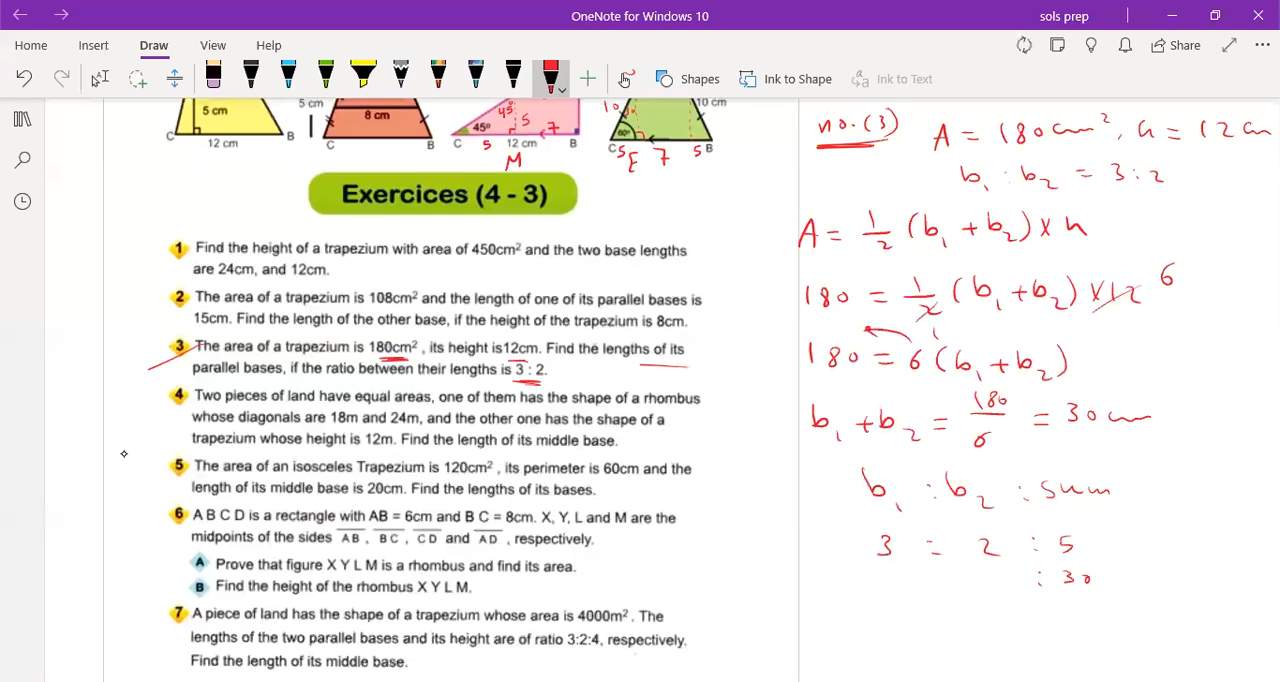 OneNote for Windows 10
sols prep
Home Insert Draw View Help
Share
Shapes
Ink to Shape
Ink to Text
5 cm
C B
12 cm
5 cm
8 cm
C B
45°
5
45°
7
C 5 12 cm B
M
10
10 cm
60°
C 5 7 5 B
E
Exercices (4 - 3)
1 Find the height of a trapezium with area of 450cm² and the two base lengths
are 24cm, and 12cm.
2 The area of a trapezium is 108cm² and the length of one of its parallel bases is
15cm. Find the length of the other base, if the height of the trapezium is 8cm.
3 The area of a trapezium is 180cm² , its height is12cm. Find the lengths of its
parallel bases, if the ratio between their lengths is 3 : 2.
4 Two pieces of land have equal areas, one of them has the shape of a rhombus
whose diagonals are 18m and 24m, and the other one has the shape of a
trapezium whose height is 12m. Find the length of its middle base.
5 The area of an isosceles Trapezium is 120cm² , its perimeter is 60cm and the
length of its middle base is 20cm. Find the lengths of its bases.
6 A B C D is a rectangle with AB = 6cm and B C = 8cm. X, Y, L and M are the
midpoints of the sides AB , BC , CD and AD , respectively.
A Prove that figure X Y L M is a rhombus and find its area.
B Find the height of the rhombus X Y L M.
7 A piece of land has the shape of a trapezium whose area is 4000m² . The
lengths of the two parallel bases and its height are of ratio 3:2:4, respectively.
Find the length of its middle base.
no.(3) A = 180cm², h = 12cm
b₁ : b₂ = 3:2
A = 1/2 (b₁ + b₂) × h
180 = 1/2 (b₁ + b₂) × 12 6
1
180 = 6 (b₁ + b₂)
b₁ + b₂ = 180/6 = 30 cm
b₁ : b₂ : sum
3 : 2 : 5
: 30